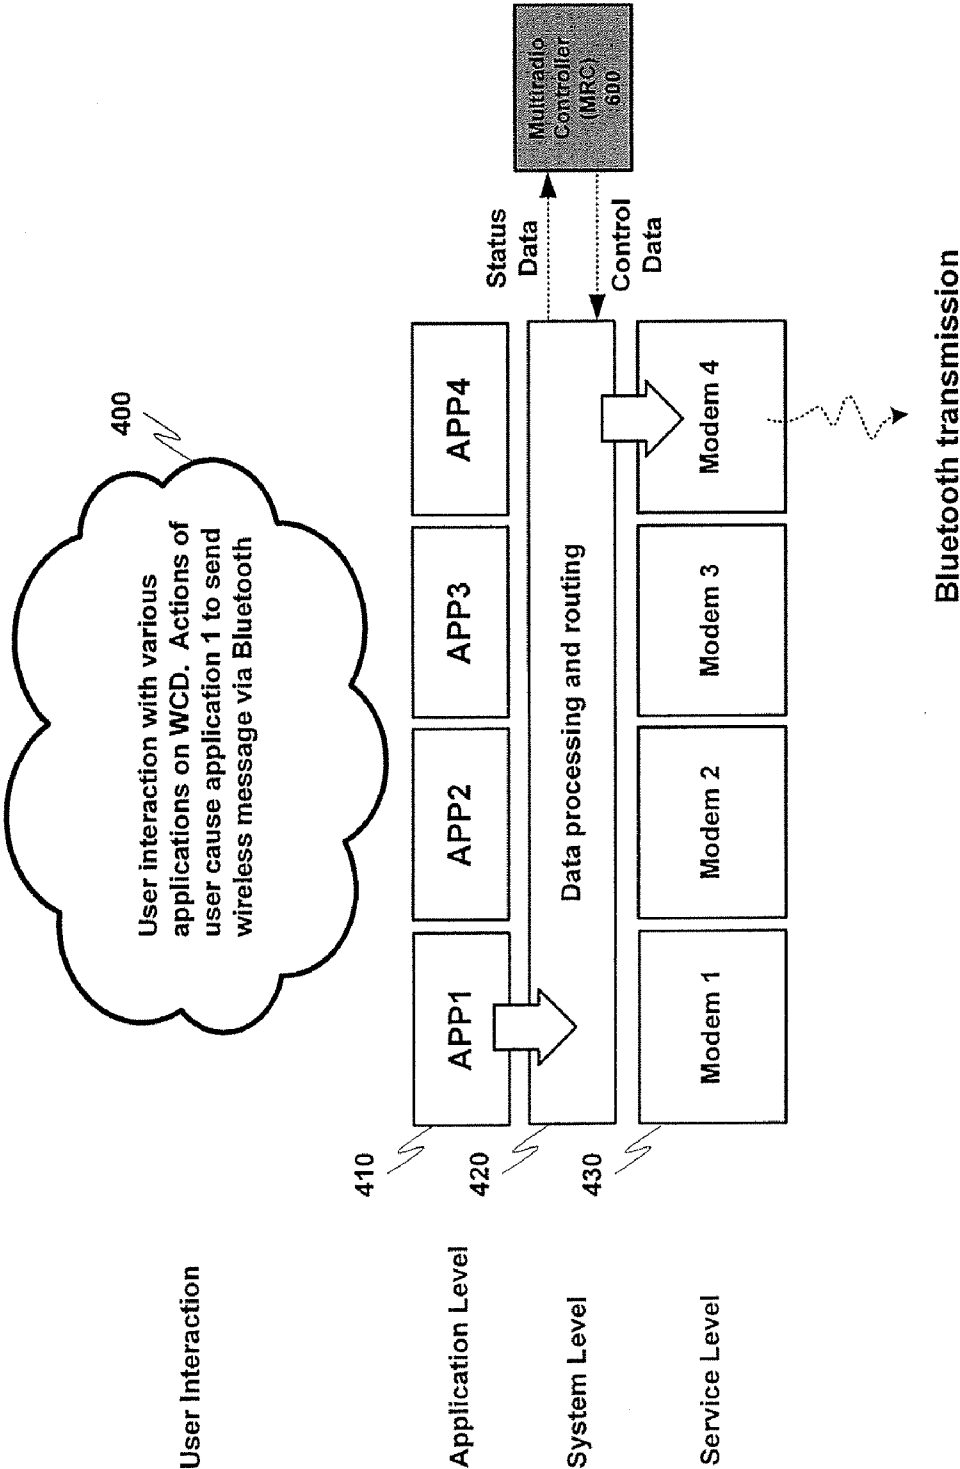 User Interaction
400
User interaction with various
applications on WCD.  Actions of
user cause application 1 to send
wireless message via Bluetooth
Application Level
410
APP1
APP2
APP3
APP4
System Level
420
Data processing and routing
Status
Data
Control
Data
Multiradio
Controller
(MRC)
600
Service Level
430
Modem 1
Modem 2
Modem 3
Modem 4
Bluetooth transmission